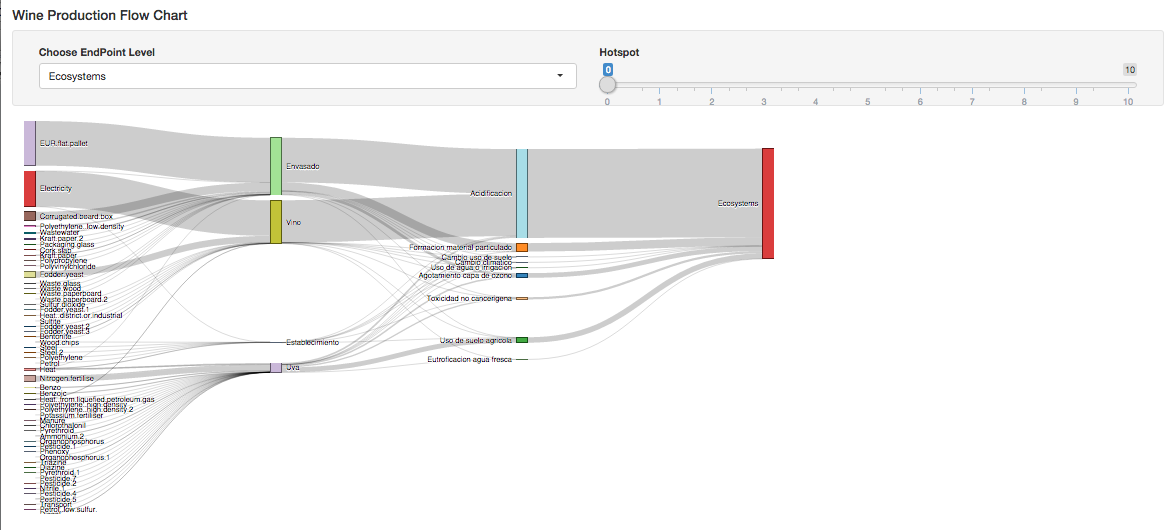 Wine Production Flow Chart
Choose EndPoint Level
Ecosystems
Hotspot
0
10
0 1 2 3 4 5 6 7 8 9 10
EUR.flat.pallet
Electricity
Corrugated.board.box
Polyethylene..low.density
Wastewater
Kraft.paper.2
Packaging.glass
Cork.slab
Kraft.paper
Polypropylene
Polyvinylchloride
Fodder.yeast
Waste.glass
Waste.wood
Waste.paperboard
Waste.paperboard.2
Sulfur.dioxide
Fodder.yeast.1
Heat..district.or.industrial
Sulfite
Fodder.yeast.2
Fodder.yeast.3
Bentonite
Wood.chips
Steel
Steel.2
Polyethylene
Petrol
Heat
Nitrogen.fertilise
Benzo
Benzoic
Heat..from.liquefied.petroleum.gas
Polyethylene..high.density
Polyethylene..high.density.2
Potassium.fertiliser
Manure
Chlorothalonil
Pyrethroid
Ammonium.2
Organophosphorus
Pesticide.1
Phenoxy
Organophosphorus.1
Triazine
Diazine
Pyrethroid.1
Pesticide.7
Pesticide.2
Nitrile.1
Pesticide.4
Pesticide.5
Transport
Petrol..low.sulfur.
Envasado
Vino
Establecimiento
Uva
Acidificacion
Formacion material particulado
Cambio uso de suelo
Cambio climatico
Uso de agua o irrigacion
Agotamiento capa de ozono
Toxicidad no cancerigena
Uso de suelo agricola
Eutroficacion agua fresca
Ecosystems